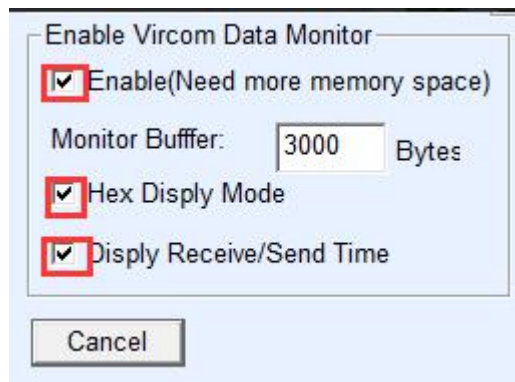 Enable Vircom Data Monitor
Enable(Need more memory space)
Monitor Bufffer: 3000 Bytes
Hex Disply Mode
Disply Receive/Send Time
Cancel